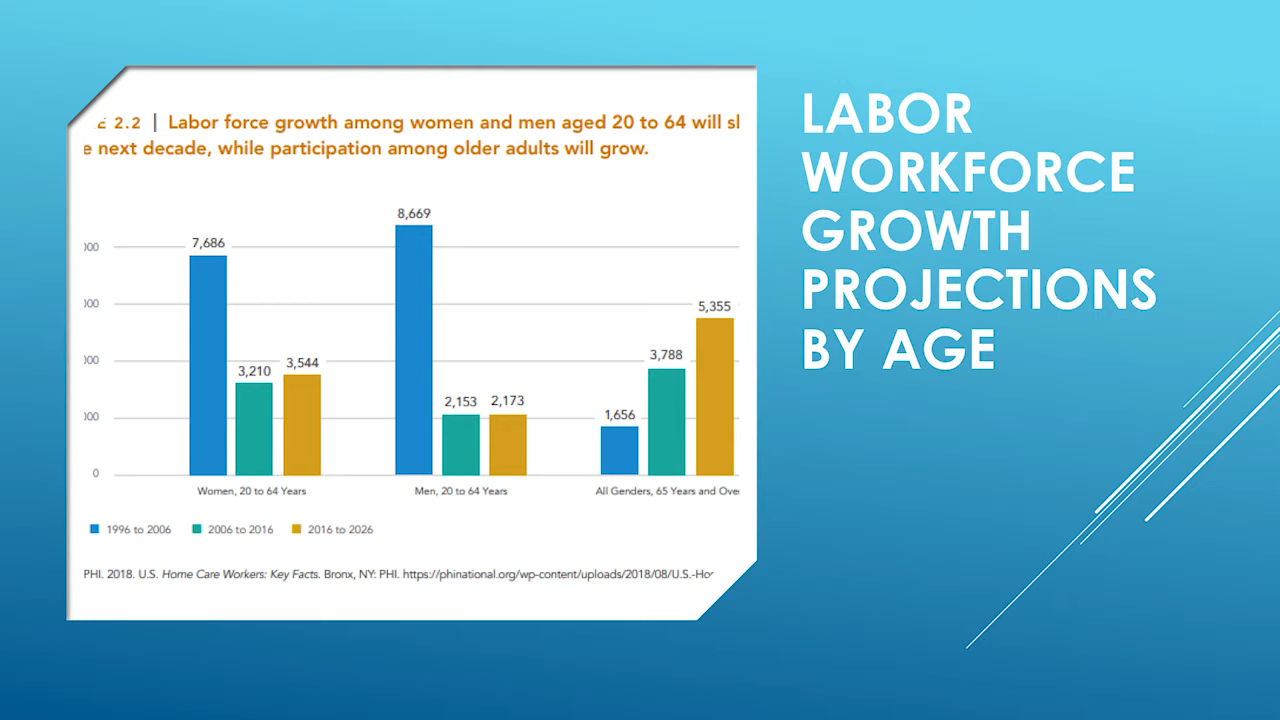 2.2 | Labor force growth among women and men aged 20 to 64 will
next decade, while participation among older adults will grow.
8,669
7,686
5,355
3,788
3,544
3,210
2,153
2,173
1,656
0
Women, 20 to 64 Years
Men, 20 to 64 Years
All Genders, 65 Years and Over
1996 to 2006
2006 to 2016
2016 to 2026
PHI. 2018. U.S. Home Care Workers: Key Facts. Bronx, NY: PHI. https://phinational.org/wp-content/uploads/2018/08/U.S.-Ho
LABOR
WORKFORCE
GROWTH
PROJECTIONS
BY AGE